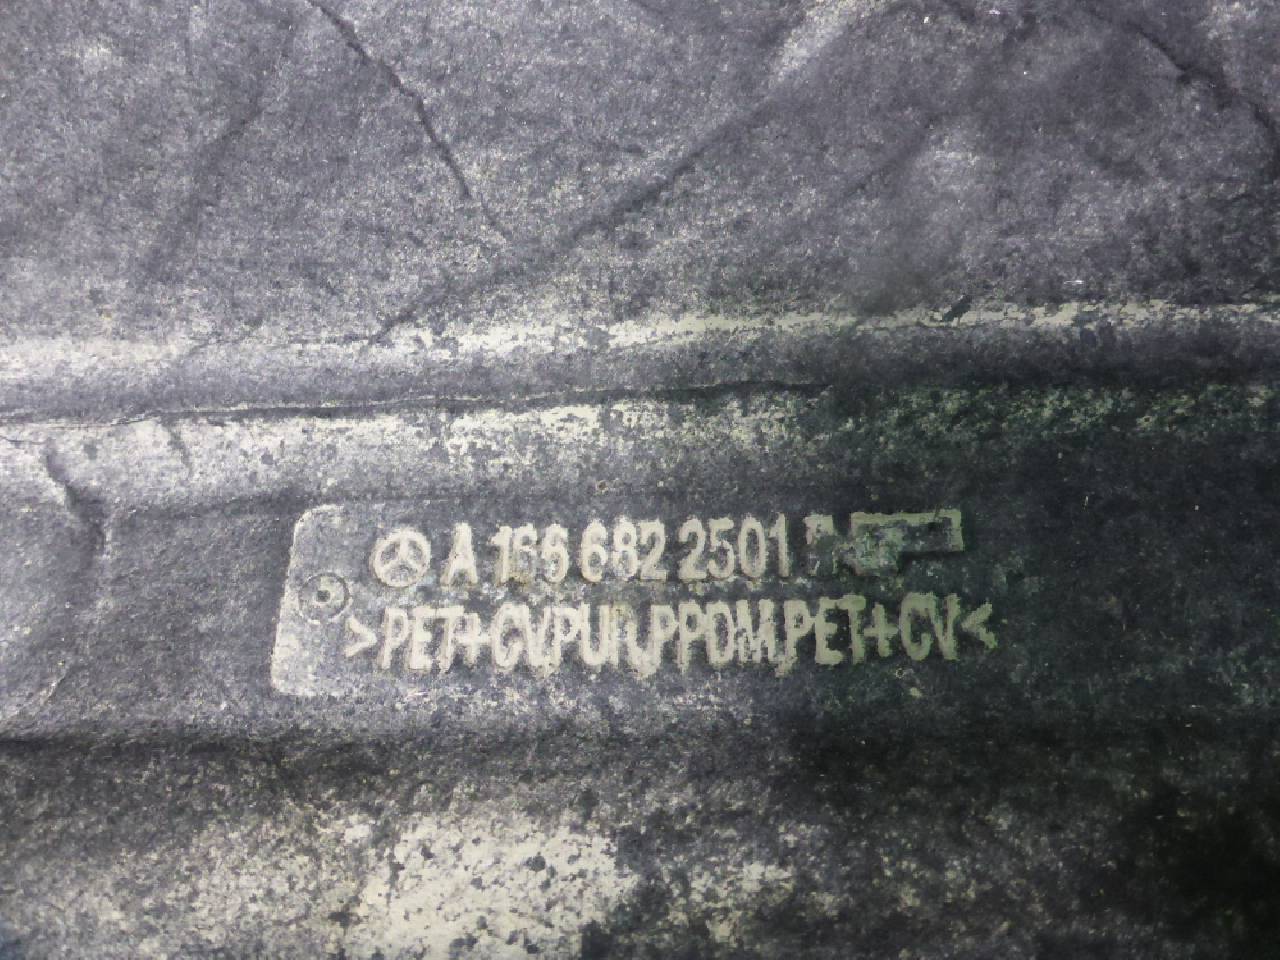 A 166 682 2501
>PET+CV,PUR,PPDM,PET+CV<